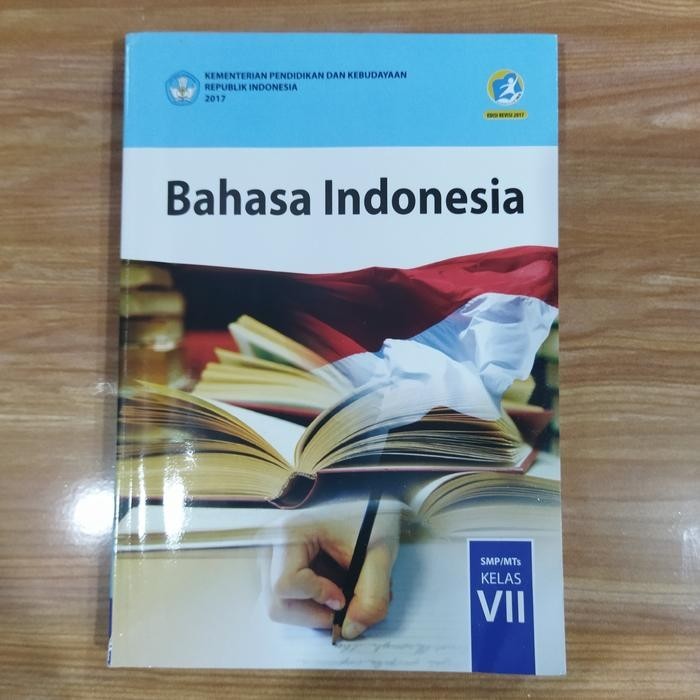 KEMENTERIAN PENDIDIKAN DAN KEBUDAYAAN
REPUBLIK INDONESIA
2017
EDISI REVISI 2017
Bahasa Indonesia
SMP/MTs
KELAS
VII